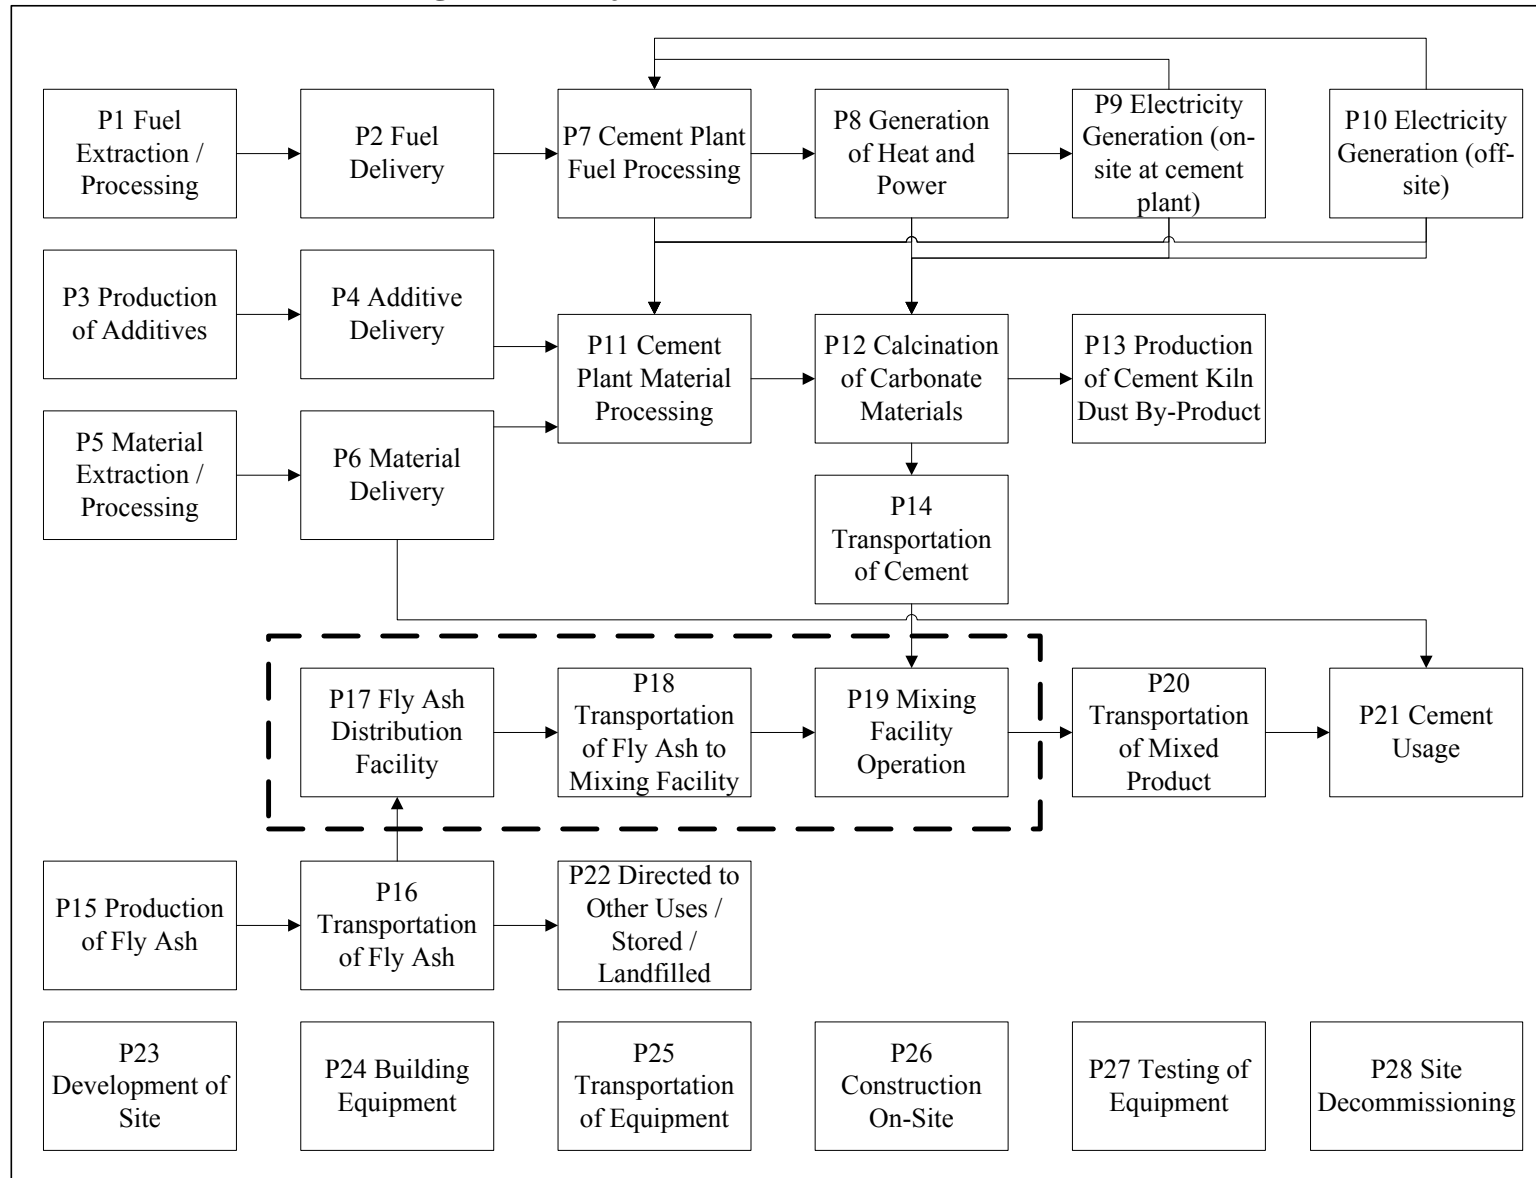 P1 Fuel
Extraction /
Processing
P2 Fuel
Delivery
P7 Cement Plant
Fuel Processing
P8 Generation
of Heat and
Power
P9 Electricity
Generation (on-
site at cement
plant)
P10 Electricity
Generation (off-
site)
P3 Production
of Additives
P4 Additive
Delivery
P11 Cement
Plant Material
Processing
P12 Calcination
of Carbonate
Materials
P13 Production
of Cement Kiln
Dust By-Product
P5 Material
Extraction /
Processing
P6 Material
Delivery
P14
Transportation
of Cement
P17 Fly Ash
Distribution
Facility
P18
Transportation
of Fly Ash to
Mixing Facility
P19 Mixing
Facility
Operation
P20
Transportation
of Mixed
Product
P21 Cement
Usage
P15 Production
of Fly Ash
P16
Transportation
of Fly Ash
P22 Directed to
Other Uses /
Stored /
Landfilled
P23
Development of
Site
P24 Building
Equipment
P25
Transportation
of Equipment
P26
Construction
On-Site
P27 Testing of
Equipment
P28 Site
Decommissioning